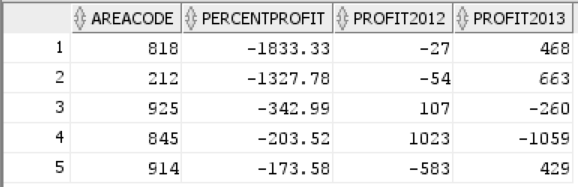 AREACODE PERCENTPROFIT PROFIT2012 PROFIT2013
1 818 -1833.33 -27 468
2 212 -1327.78 -54 663
3 925 -342.99 107 -260
4 845 -203.52 1023 -1059
5 914 -173.58 -583 429